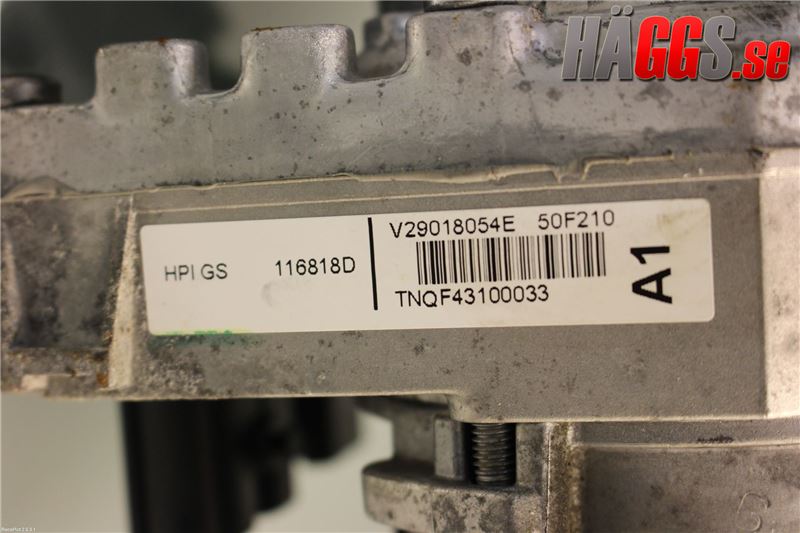 HÄGGS.se
V29018054E 50F210
HPI GS 116818D
TNQF43100033
A1